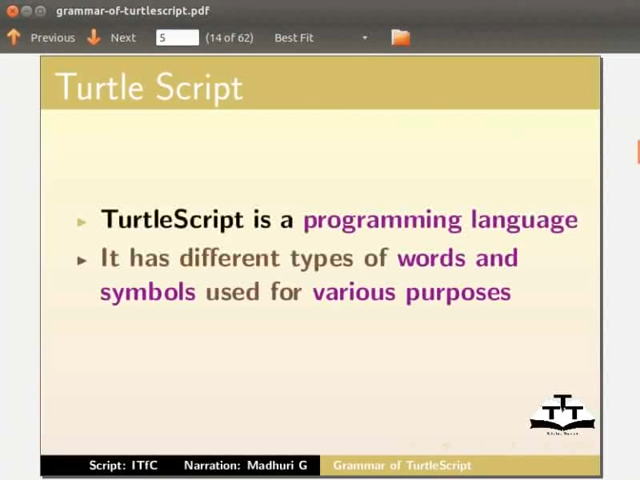 grammar-of-turtlescript.pdf
Previous Next 5 (14 of 62) Best Fit
Turtle Script
TurtleScript is a programming language
It has different types of words and
symbols used for various purposes
Script: ITfC Narration: Madhuri G Grammar of TurtleScript